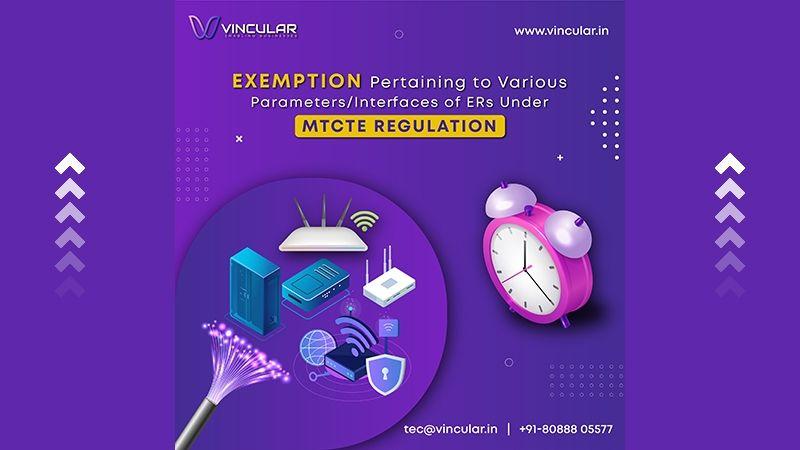 VINCULAR
ENABLING BUSINESSES
www.vincular.in
EXEMPTION Pertaining to Various
Parameters/Interfaces of ERs Under
MTCTE REGULATION
tec@vincular.in | +91-80888 05577